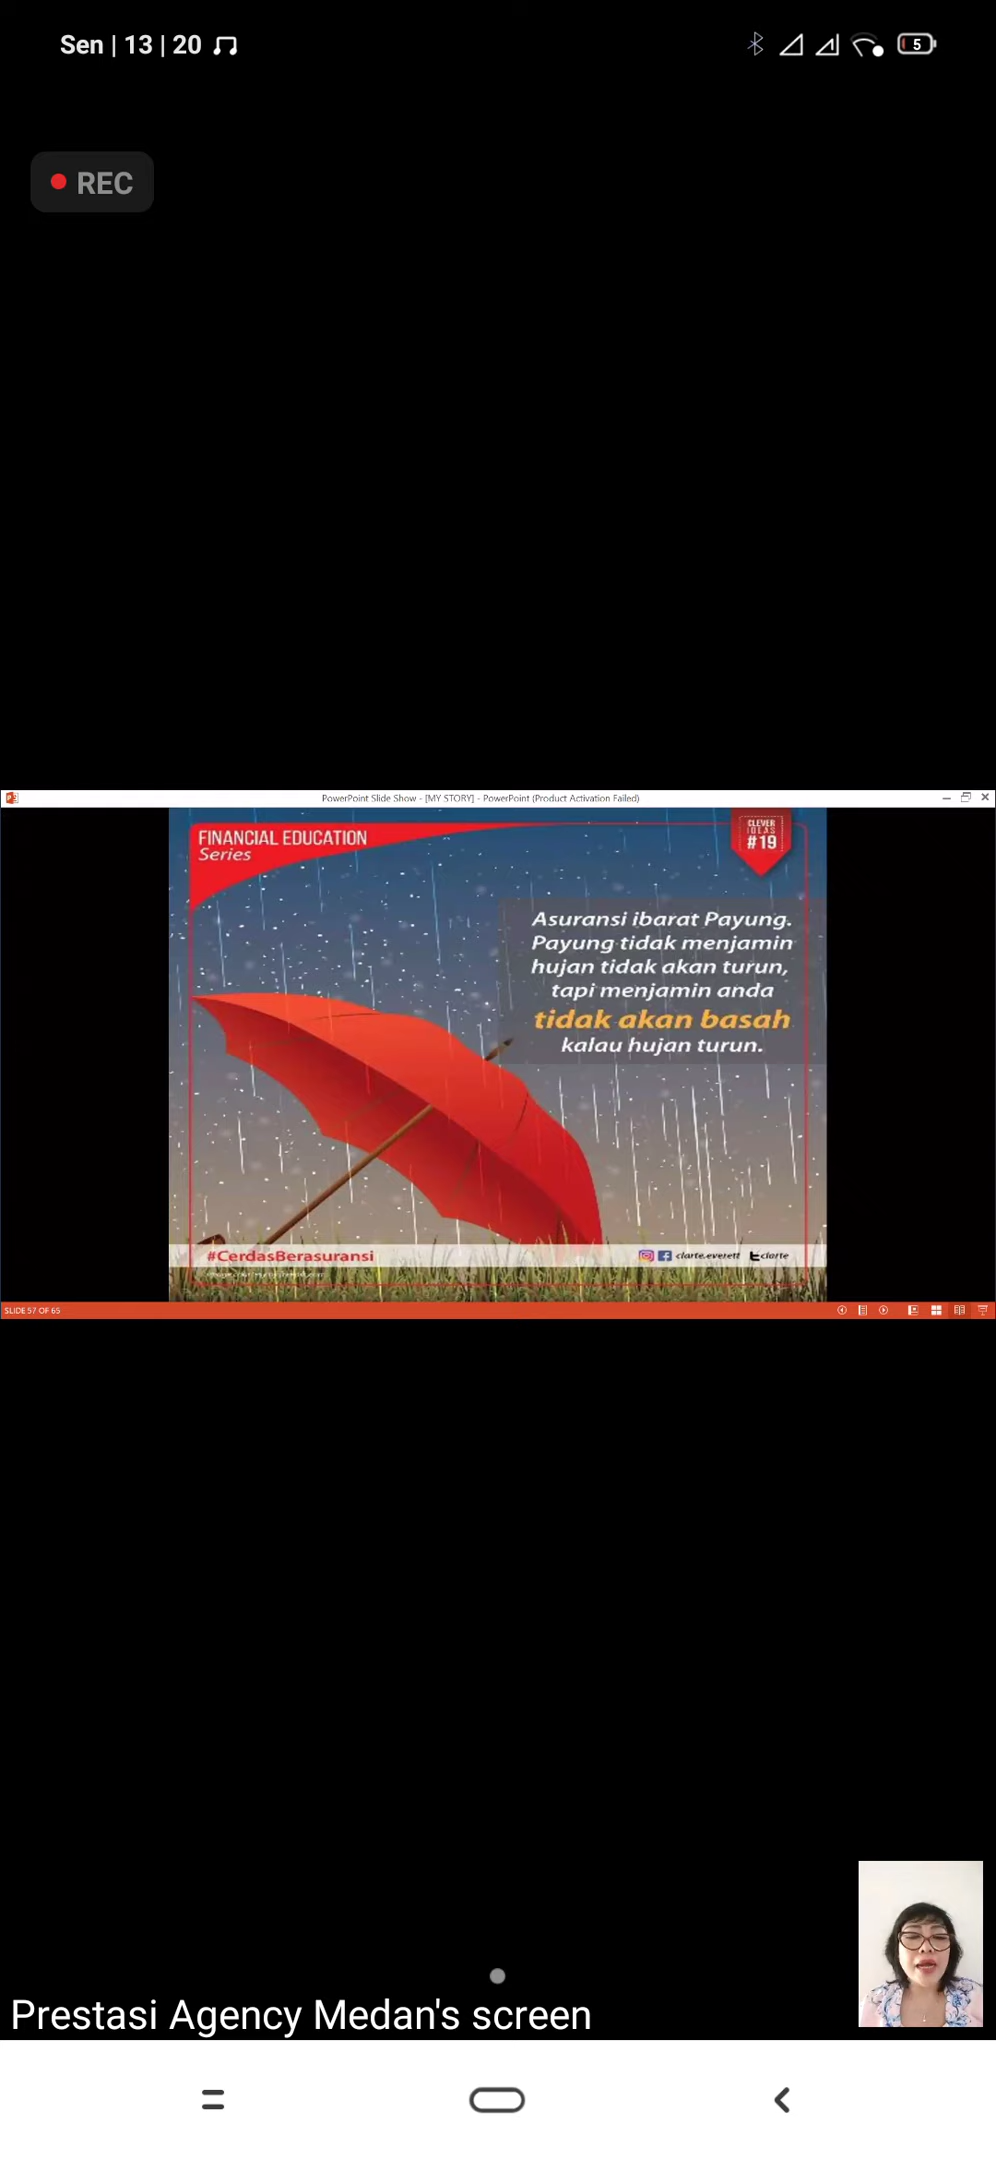 Sen | 13 | 20
5
REC
PowerPoint Slide Show - [MY STORY] - PowerPoint (Product Activation Failed)
FINANCIAL EDUCATION
Series
CLEVER
IDEAS
#19
Asuransi ibarat Payung.
Payung tidak menjamin
hujan tidak akan turun,
tapi menjamin anda
tidak akan basah
kalau hujan turun.
#CerdasBerasuransi
clarte.everett
clarte
SLIDE 57 OF 65
Prestasi Agency Medan's screen